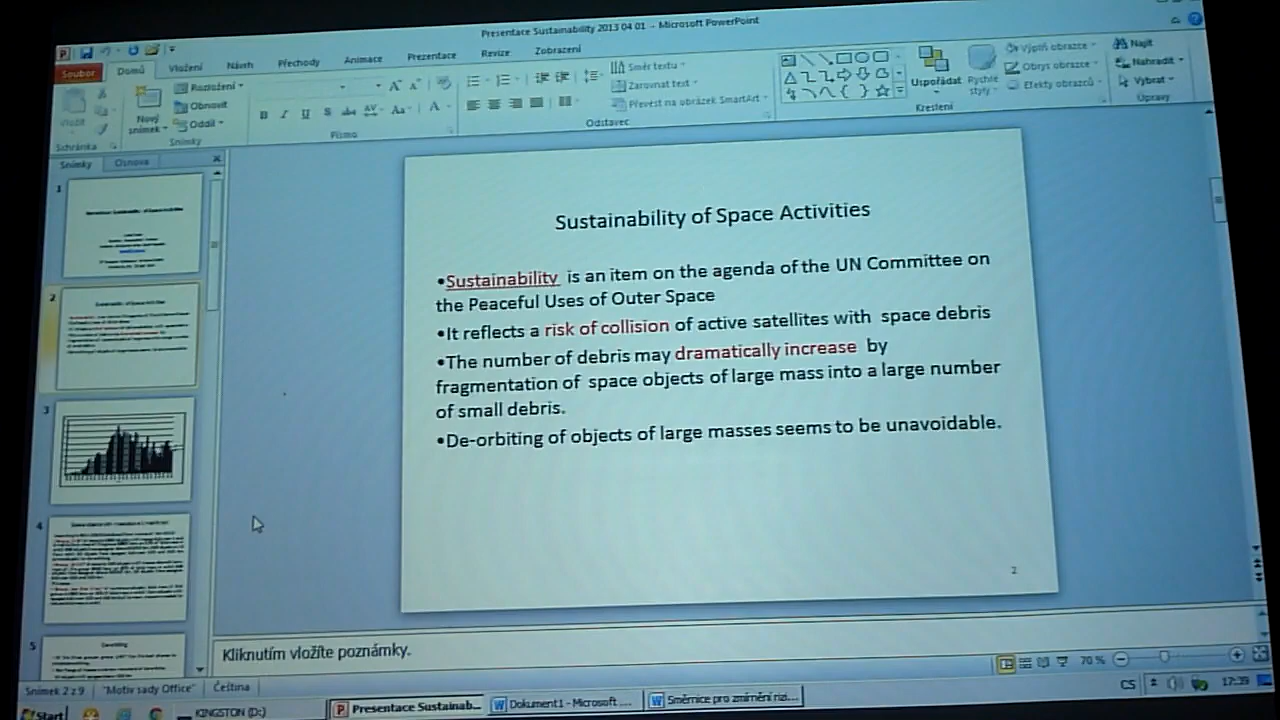 Presentace Sustainability 2013 04 01 - Microsoft PowerPoint
Soubor Domů Vložení Návrh Přechody Animace Prezentace Revize Zobrazení
Vložit
Schránka
Nový snímek
Rozložení
Obnovit
Oddíl
Snímky
Písmo
Směr textu
Zarovnat text
Převést na obrázek SmartArt
Odstavec
Uspořádat
Rychlé styly
Výplň obrazce
Obrys obrazce
Efekty obrazců
Kreslení
Najít
Nahradit
Vybrat
Úpravy
Snímky Osnova
1
2
3
4
5
Sustainability of Space Activities
•Sustainability is an item on the agenda of the UN Committee on
the Peaceful Uses of Outer Space
•It reflects a risk of collision of active satellites with space debris
•The number of debris may dramatically increase by
fragmentation of space objects of large mass into a large number
of small debris.
•De-orbiting of objects of large masses seems to be unavoidable.
2
Kliknutím vložíte poznámky.
Snímek 2 z 9 "Motiv sady Office" Čeština
70 %
Start KINGSTON (D:) Presentace Sustainab... Dokument1 - Microsoft ... Směrnice pro zmírnění rizi...
CS 17:39